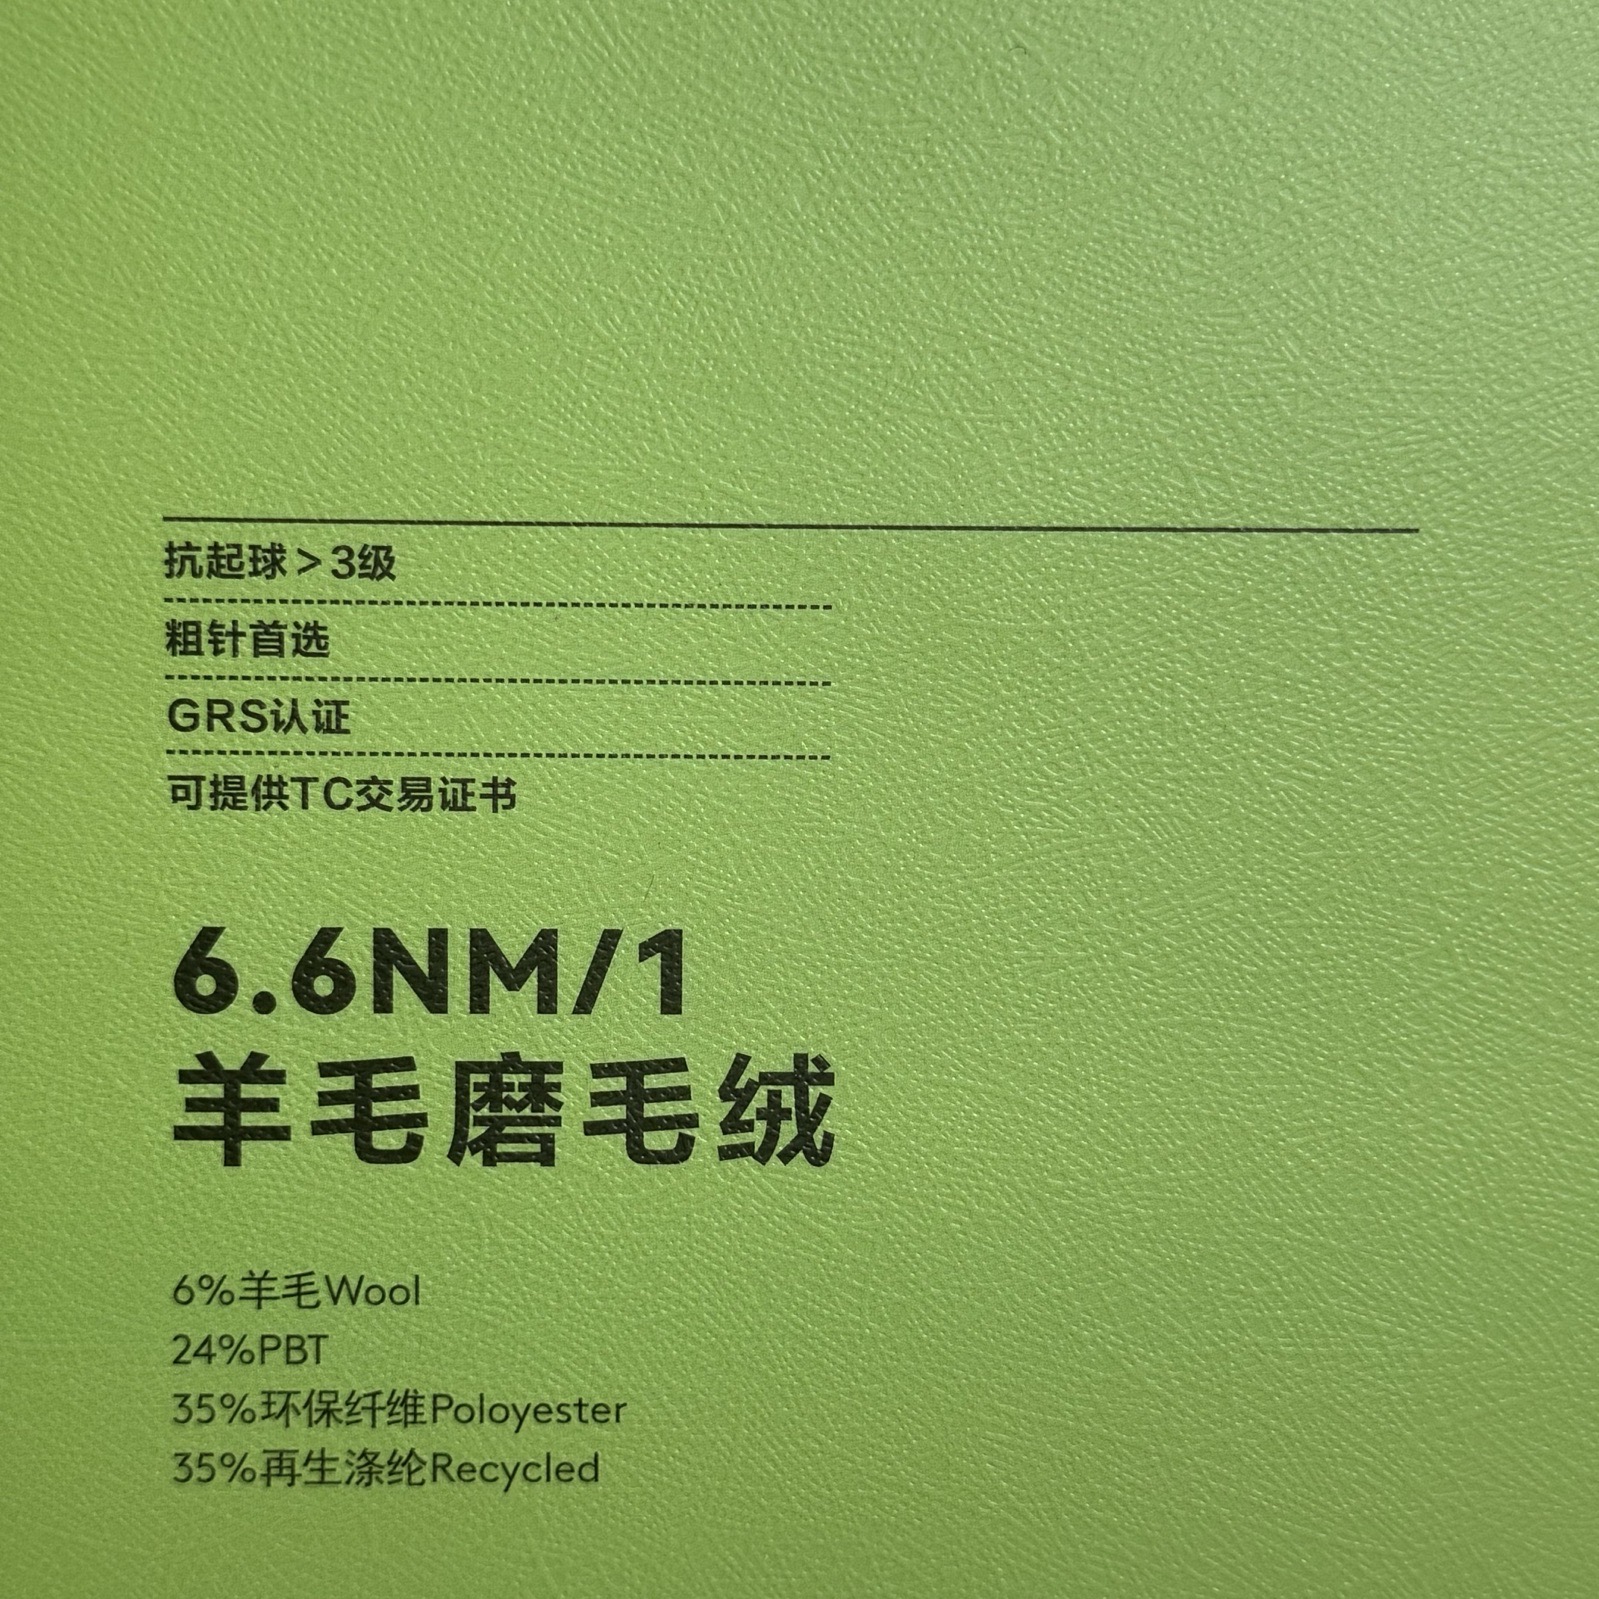 抗起球＞3级
粗针首选
GRS认证
可提供TC交易证书
6.6NM/1
羊毛磨毛绒
6%羊毛Wool
24%PBT
35%环保纤维Poloyester
35%再生涤纶Recycled